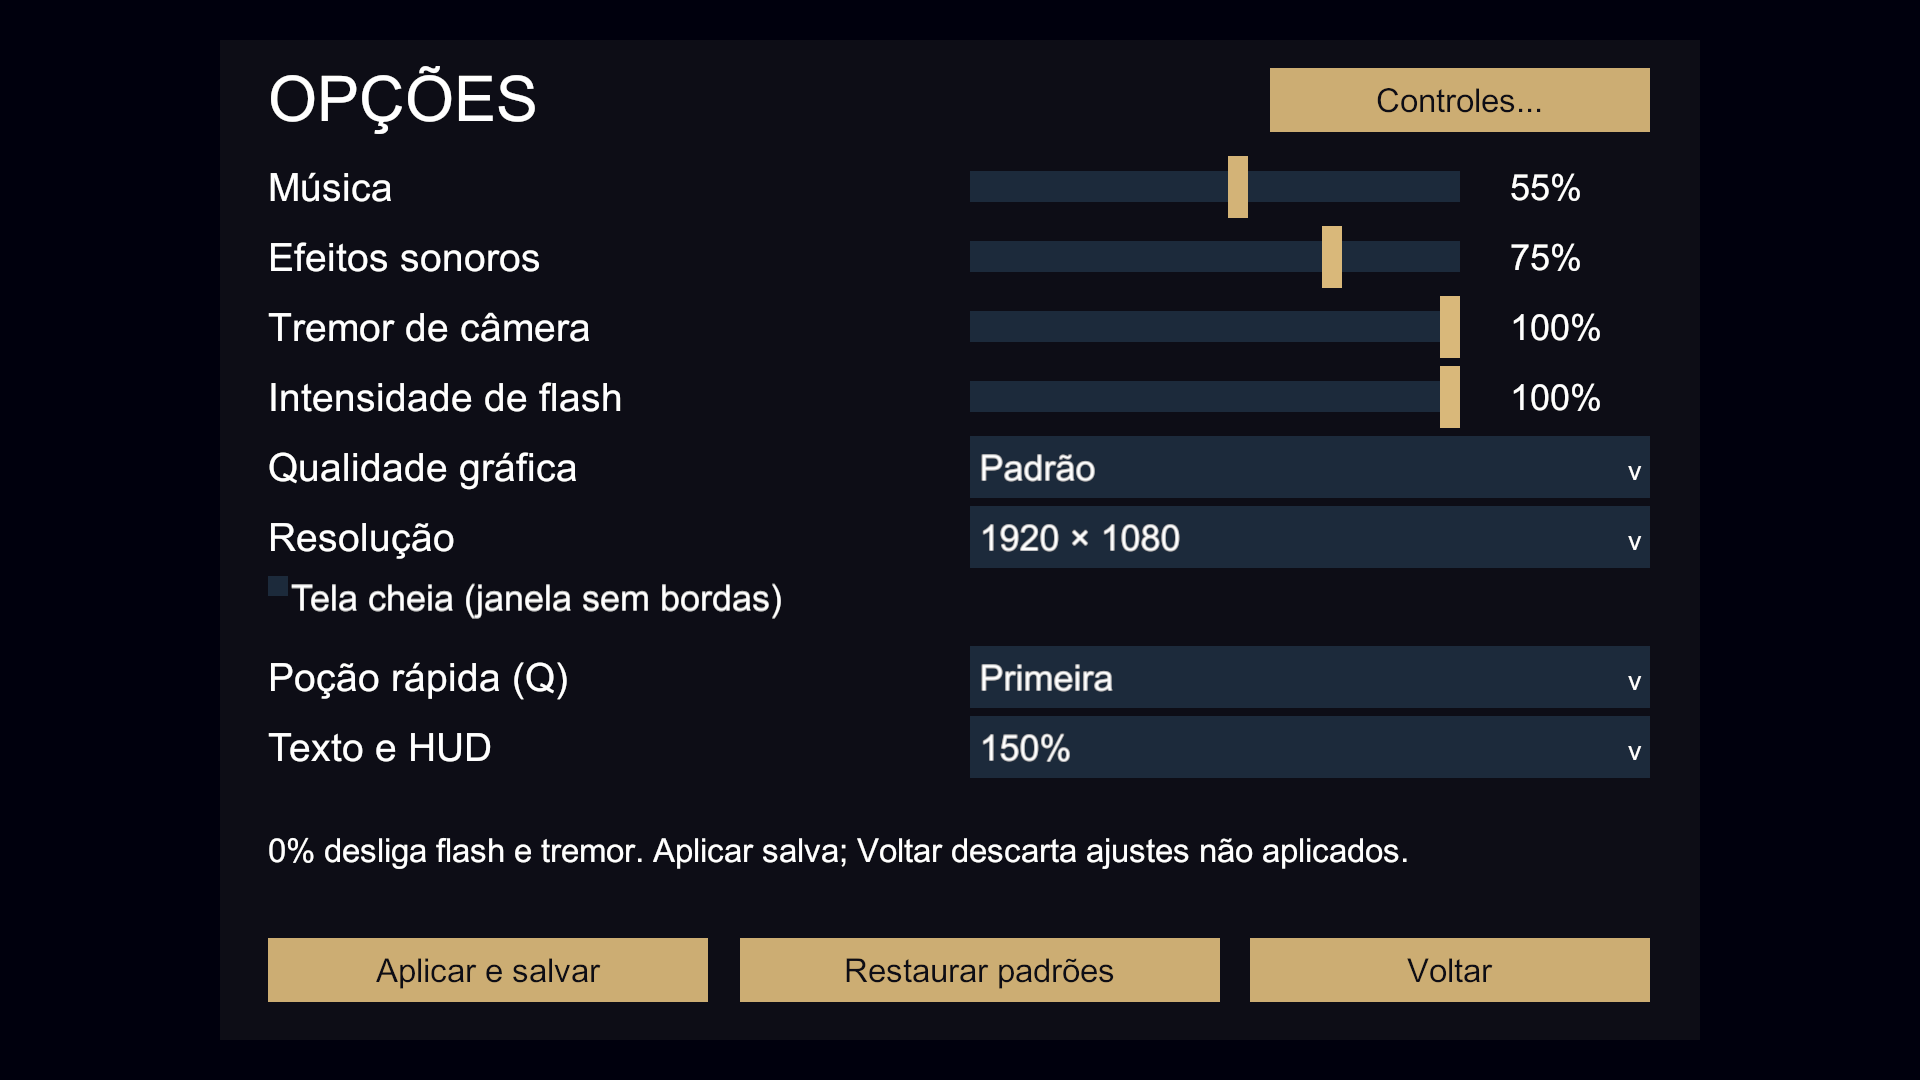 OPÇÕES
Controles...
Música
55%
Efeitos sonoros
75%
Tremor de câmera
100%
Intensidade de flash
100%
Qualidade gráfica
Padrão
v
Resolução
1920 × 1080
v
Tela cheia (janela sem bordas)
Poção rápida (Q)
Primeira
v
Texto e HUD
150%
v
0% desliga flash e tremor. Aplicar salva; Voltar descarta ajustes não aplicados.
Aplicar e salvar
Restaurar padrões
Voltar